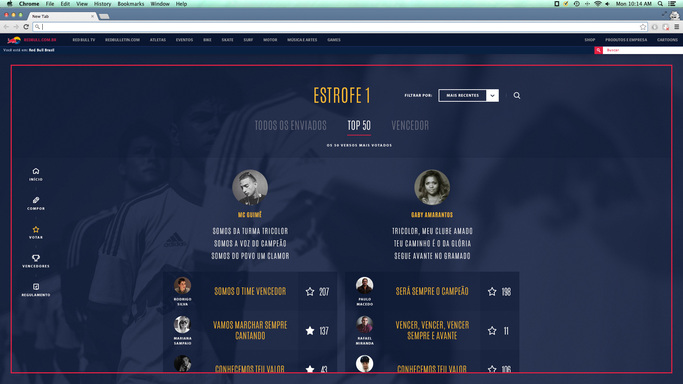 Chrome File Edit View History Bookmarks Window Help
Mon 10:14 AM
New Tab
REDBULL.COM.BR RED BULL TV REDBULLETIN.COM ATLETAS EVENTOS BIKE SKATE SURF MOTOR MÚSICA E ARTES GAMES SHOP PRODUTOS E EMPRESA CARTOONS
Você está em: Red Bull Brasil
Buscar
ESTROFE 1
FILTRAR POR: MAIS RECENTES
TODOS OS ENVIADOS TOP 50 VENCEDOR
OS 50 VERSOS MAIS VOTADOS
INÍCIO
COMPOR
VOTAR
VENCEDORES
REGULAMENTO
MC GUIMÊ
SOMOS DA TURMA TRICOLOR
SOMOS A VOZ DO CAMPEÃO
SOMOS DO POVO UM CLAMOR
GABY AMARANTOS
TRICOLOR, MEU CLUBE AMADO
TEU CAMINHO É O DA GLÓRIA
SEGUE AVANTE NO GRAMADO
RODRIGO
SILVA
SOMOS O TIME VENCEDOR
207
PAULO
MACEDO
SERÁ SEMPRE O CAMPEÃO
198
MARIANA
SAMPAIO
VAMOS MARCHAR SEMPRE
CANTANDO
137
RAFAEL
MIRANDA
VENCER, VENCER, VENCER
SEMPRE E AVANTE
11
CONHECEMOS TEU VALOR
43
CONHECEMOS TEU VALOR
106